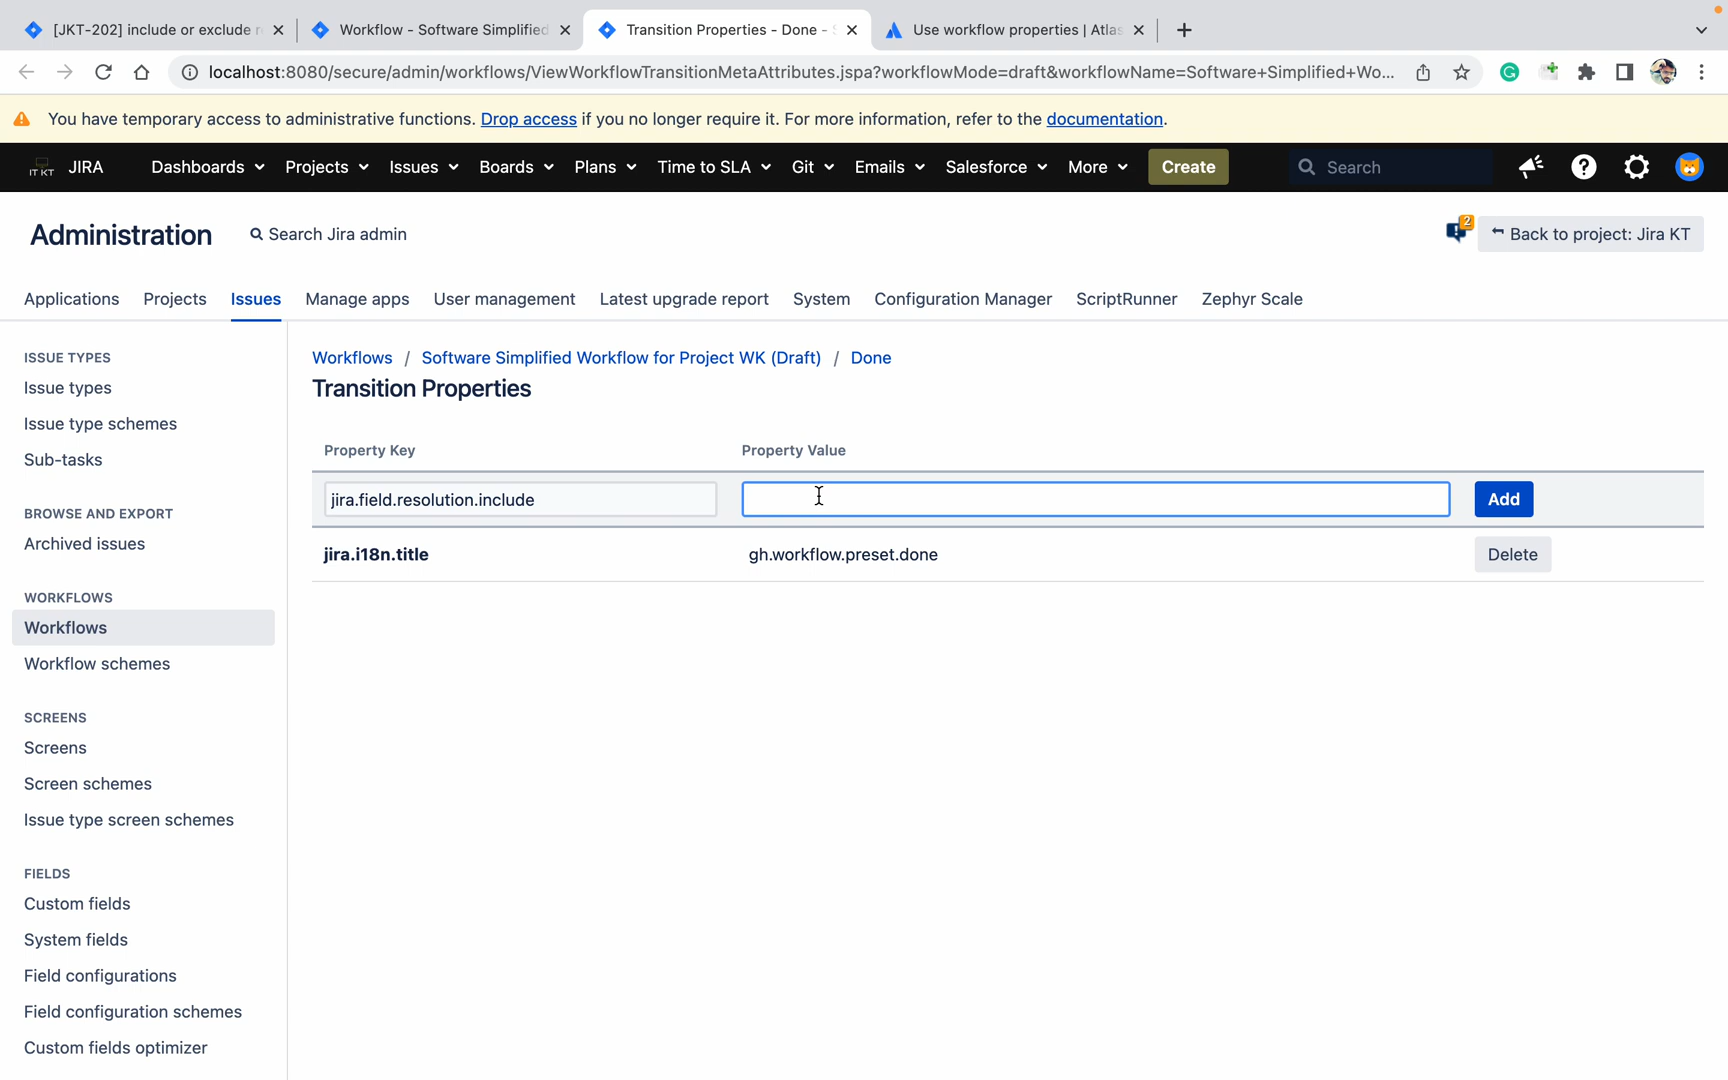 [JKT-202] include or exclude
Workflow - Software Simplified
Transition Properties - Done -
Use workflow properties | Atlas
localhost:8080/secure/admin/workflows/ViewWorkflowTransitionMetaAttributes.jspa?workflowMode=draft&workflowName=Software+Simplified+Wo...
You have temporary access to administrative functions. Drop access if you no longer require it. For more information, refer to the documentation.
IT KT JIRA Dashboards Projects Issues Boards Plans Time to SLA Git Emails Salesforce More Create Search
Administration Search Jira admin 2 Back to project: Jira KT
Applications Projects Issues Manage apps User management Latest upgrade report System Configuration Manager ScriptRunner Zephyr Scale
ISSUE TYPES
Issue types
Issue type schemes
Sub-tasks
BROWSE AND EXPORT
Archived issues
WORKFLOWS
Workflows
Workflow schemes
SCREENS
Screens
Screen schemes
Issue type screen schemes
FIELDS
Custom fields
System fields
Field configurations
Field configuration schemes
Custom fields optimizer
Workflows / Software Simplified Workflow for Project WK (Draft) / Done
Transition Properties
Property Key Property Value
jira.field.resolution.include Add
jira.i18n.title gh.workflow.preset.done Delete